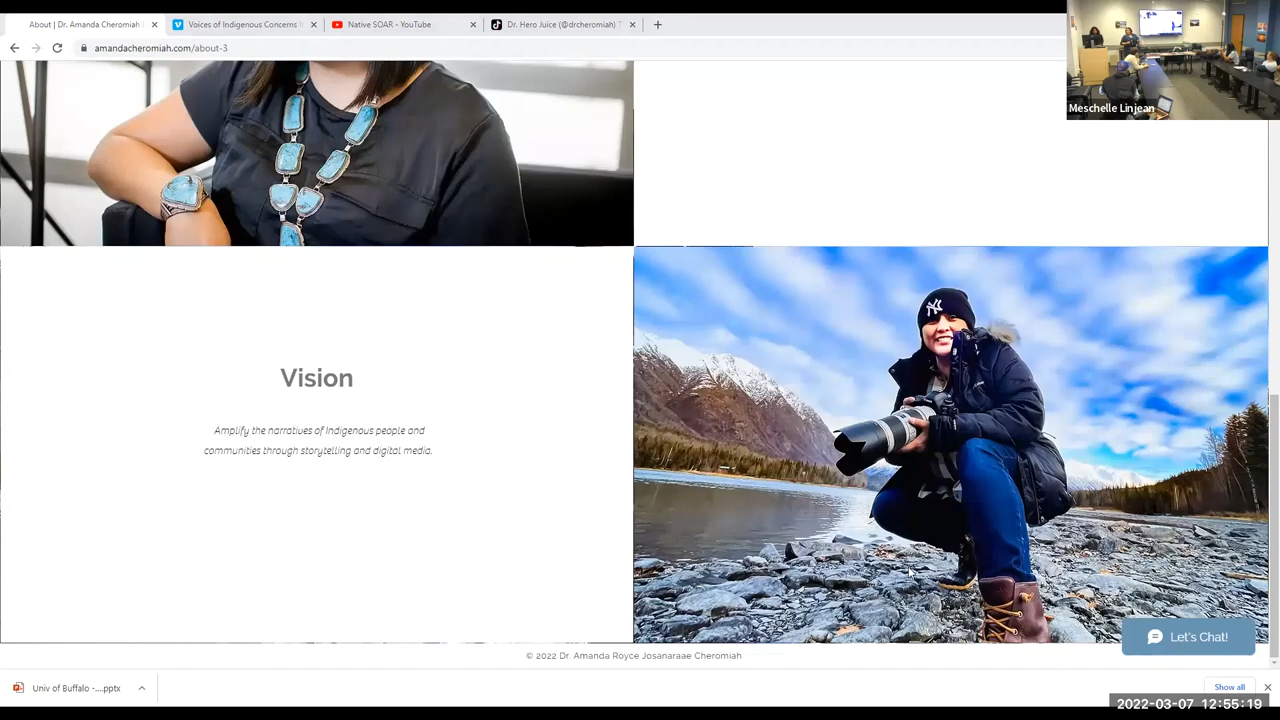 About | Dr. Amanda Cheromiah
Voices of Indigenous Concerns i
Native SOAR - YouTube
Dr. Hero Juice (@drcheromiah) T
amandacheromiah.com/about-3
Meschelle Linjean
NY
Vision
Amplify the narratives of Indigenous people and
communities through storytelling and digital media.
Let's Chat!
© 2022 Dr. Amanda Royce Josanaraae Cheromiah
Univ of Buffalo -....pptx
Show all
2022-03-07 12:55:19